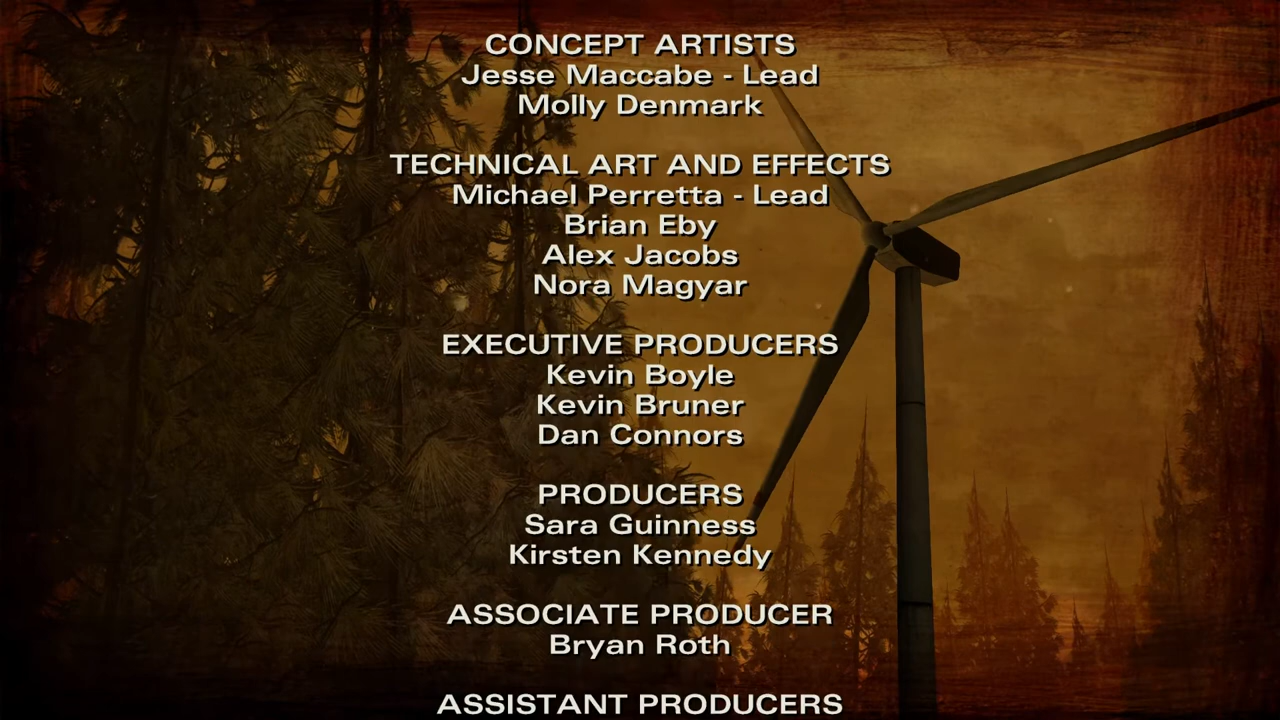 CONCEPT ARTISTS
Jesse Maccabe - Lead
Molly Denmark
TECHNICAL ART AND EFFECTS
Michael Perretta - Lead
Brian Eby
Alex Jacobs
Nora Magyar
EXECUTIVE PRODUCERS
Kevin Boyle
Kevin Bruner
Dan Connors
PRODUCERS
Sara Guinness
Kirsten Kennedy
ASSOCIATE PRODUCER
Bryan Roth
ASSISTANT PRODUCERS